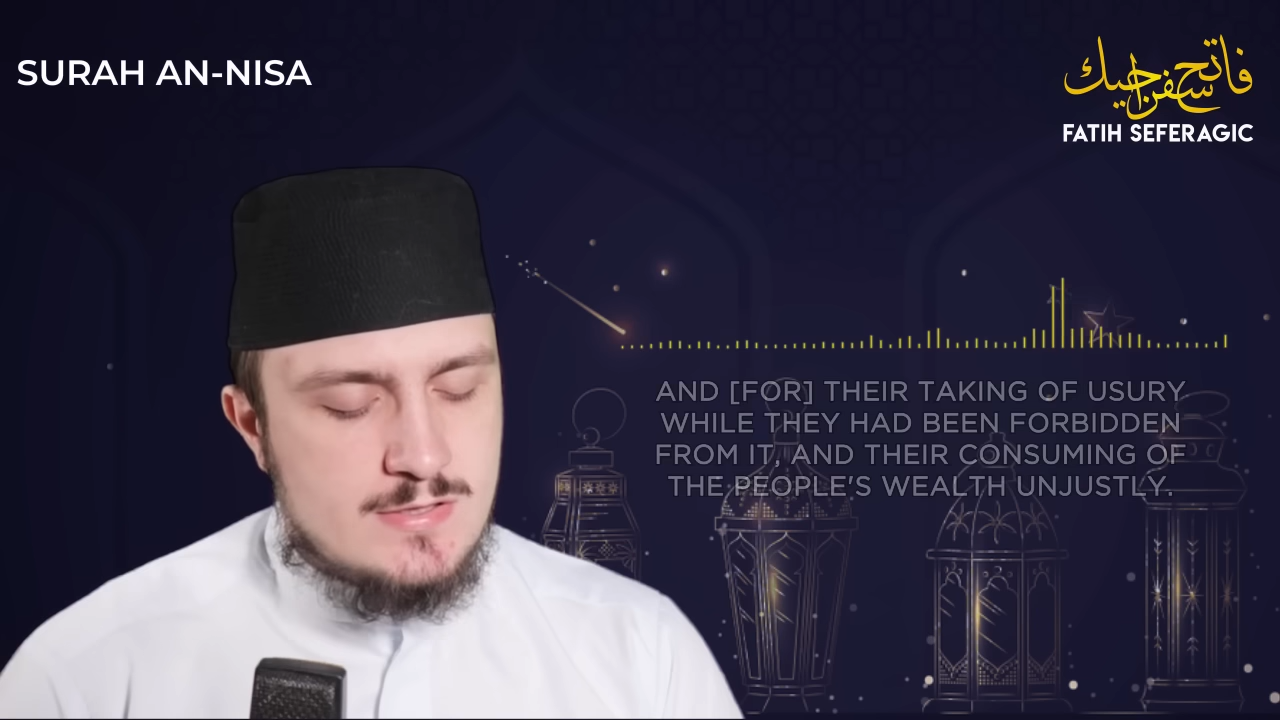 SURAH AN-NISA
فاتح سفرجيك
FATIH SEFERAGIC
AND [FOR] THEIR TAKING OF USURY
WHILE THEY HAD BEEN FORBIDDEN
FROM IT, AND THEIR CONSUMING OF
THE PEOPLE'S WEALTH UNJUSTLY.